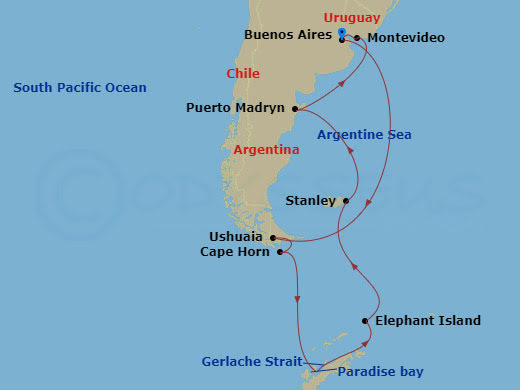 Uruguay
Buenos Aires
Montevideo
Chile
South Pacific Ocean
Puerto Madryn
Argentine Sea
Argentina
Stanley
Ushuaia
Cape Horn
Elephant Island
Gerlache Strait
Paradise bay